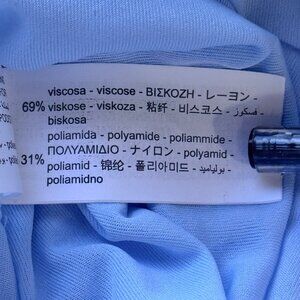 viscosa - viscose - ΒΙΣΚΟΖΗ - レーヨン -
69% viskose - viskoza - 粘纤 - 비스코스 - فسكوز -
biskosa
poliamida - polyamide - poliammide -
31% ΠΟΛΥΑΜΙΔΙΟ - ナイロン - polyamid -
poliamid - 锦纶 - 폴리아미드 - بولياميد -
poliamidno